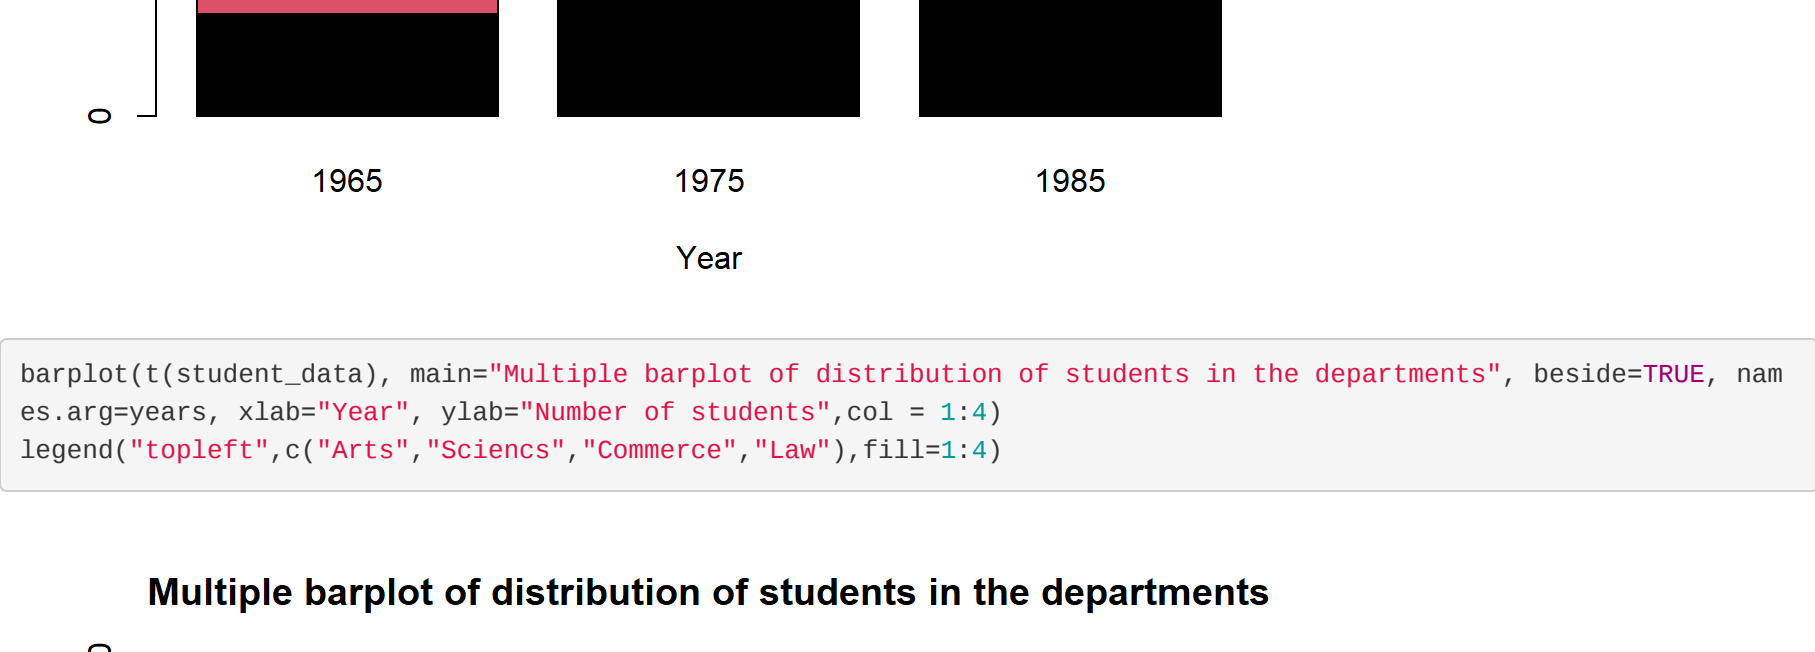 0
1965 1975 1985
Year
barplot(t(student_data), main="Multiple barplot of distribution of students in the departments", beside=TRUE, nam
es.arg=years, xlab="Year", ylab="Number of students",col = 1:4)
legend("topleft",c("Arts","Sciencs","Commerce","Law"),fill=1:4)
Multiple barplot of distribution of students in the departments